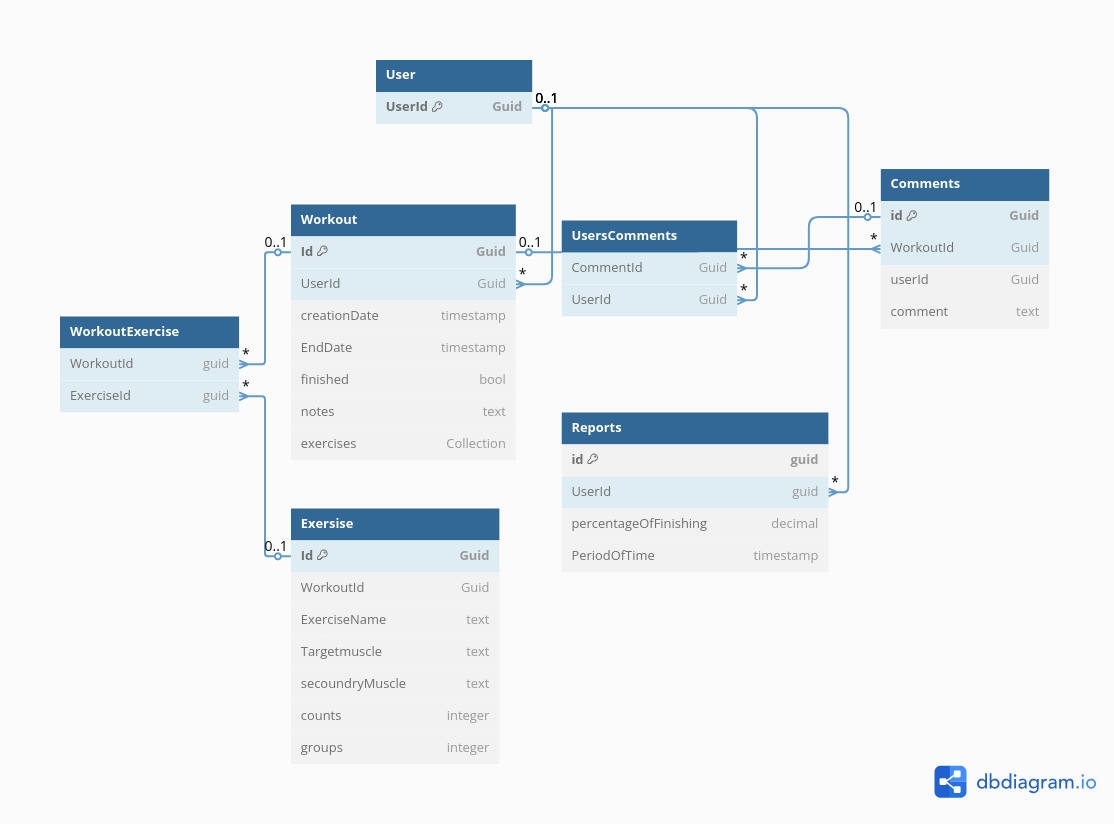 User
UserId Guid
0..1
Workout
0..1 Id Guid 0..1
UserId Guid *
creationDate timestamp
EndDate timestamp
finished bool
notes text
exercises Collection
UsersComments
CommentId Guid *
UserId Guid *
Comments
0..1 id Guid
* WorkoutId Guid
userId Guid
comment text
WorkoutExercise
WorkoutId guid *
ExerciseId guid *
Reports
id guid
UserId guid *
percentageOfFinishing decimal
PeriodOfTime timestamp
Exersise
0..1 Id Guid
WorkoutId Guid
ExerciseName text
Targetmuscle text
secoundryMuscle text
counts integer
groups integer
dbdiagram.io